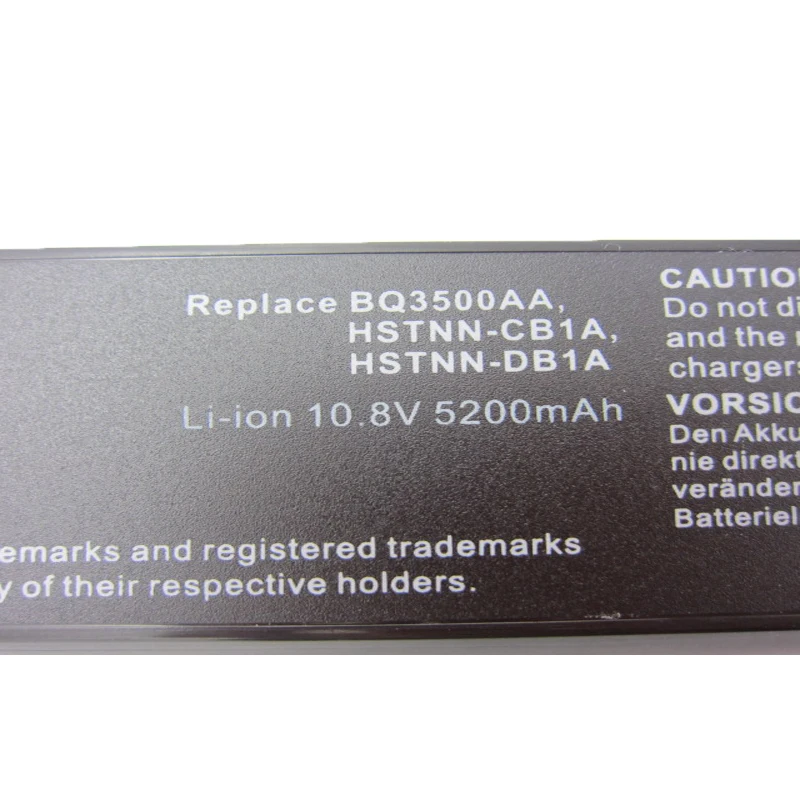 Replace BQ3500AA,
HSTNN-CB1A,
HSTNN-DB1A
Li-ion 10.8V 5200mAh
emarks and registered trademarks
y of their respective holders.
CAUTIO
Do not di
and the
chargers
VORSIC
Den Akku
nie direkt
veränder
Batteriel